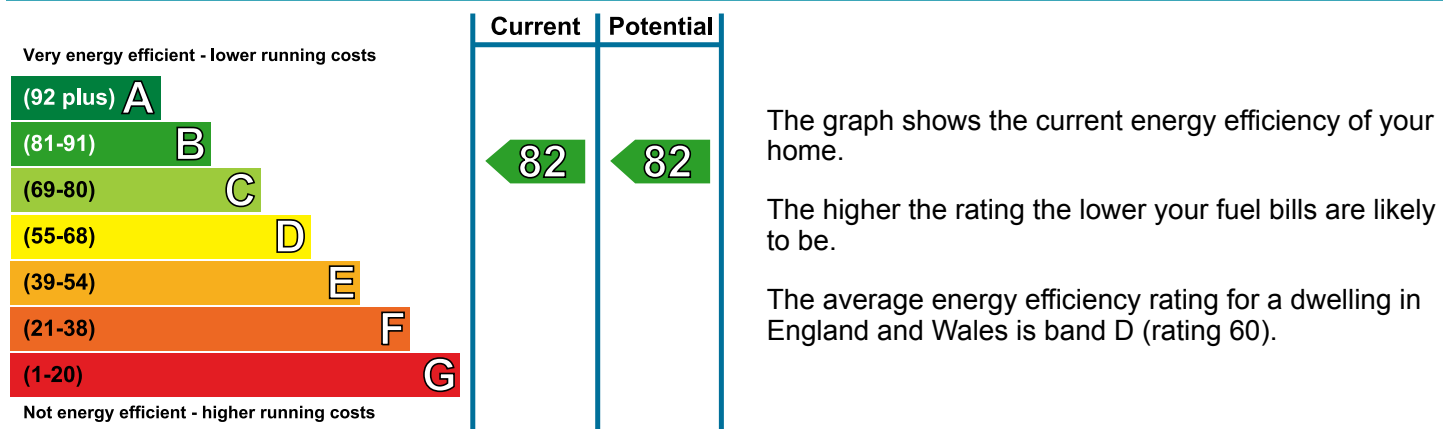 Current Potential
Very energy efficient - lower running costs
(92 plus) A
(81-91) B
82 82
(69-80) C
(55-68) D
(39-54) E
(21-38) F
(1-20) G
Not energy efficient - higher running costs
The graph shows the current energy efficiency of your
home.
The higher the rating the lower your fuel bills are likely
to be.
The average energy efficiency rating for a dwelling in
England and Wales is band D (rating 60).